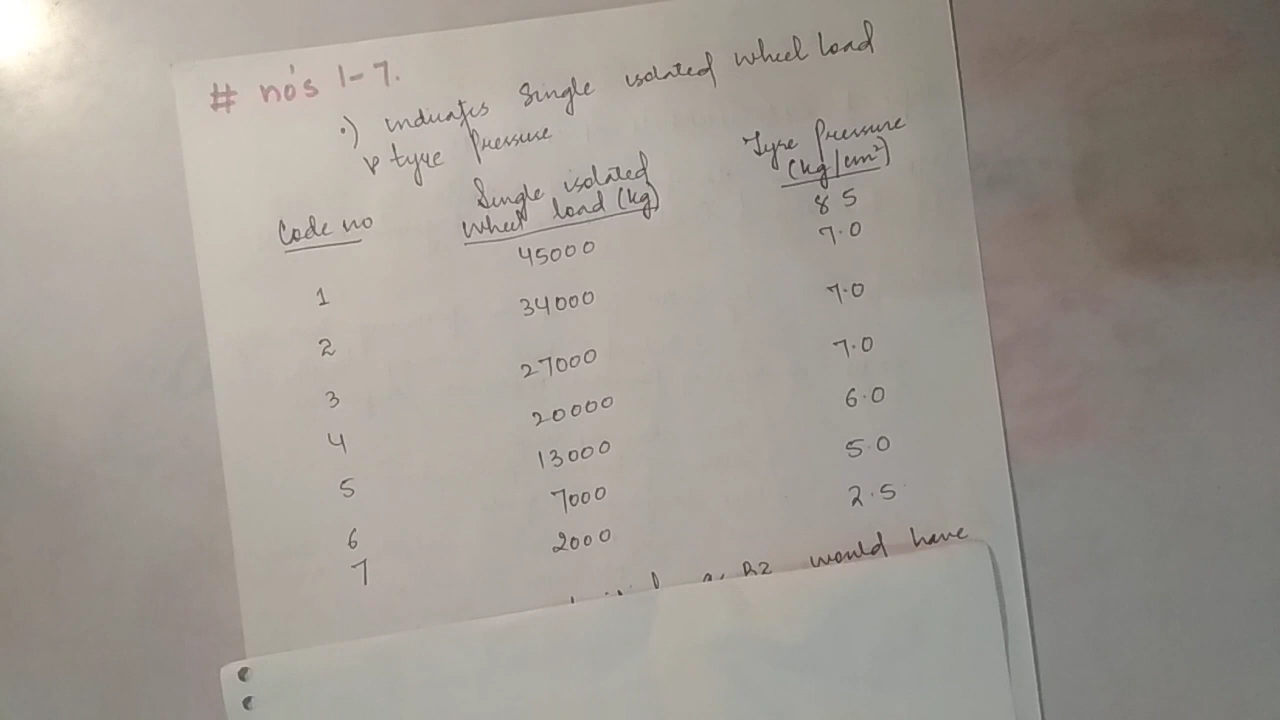 # no's 1-7.
•) indicates Single isolated wheel load
& tyre Pressure
Code no Single isolated wheel load (kg) Tyre Pressure (kg/cm²)
1 45000 8 5
2 34000 7.0
3 27000 7.0
4 20000 7.0
5 13000 6.0
6 7000 5.0
7 2000 2.5
as B2 would have